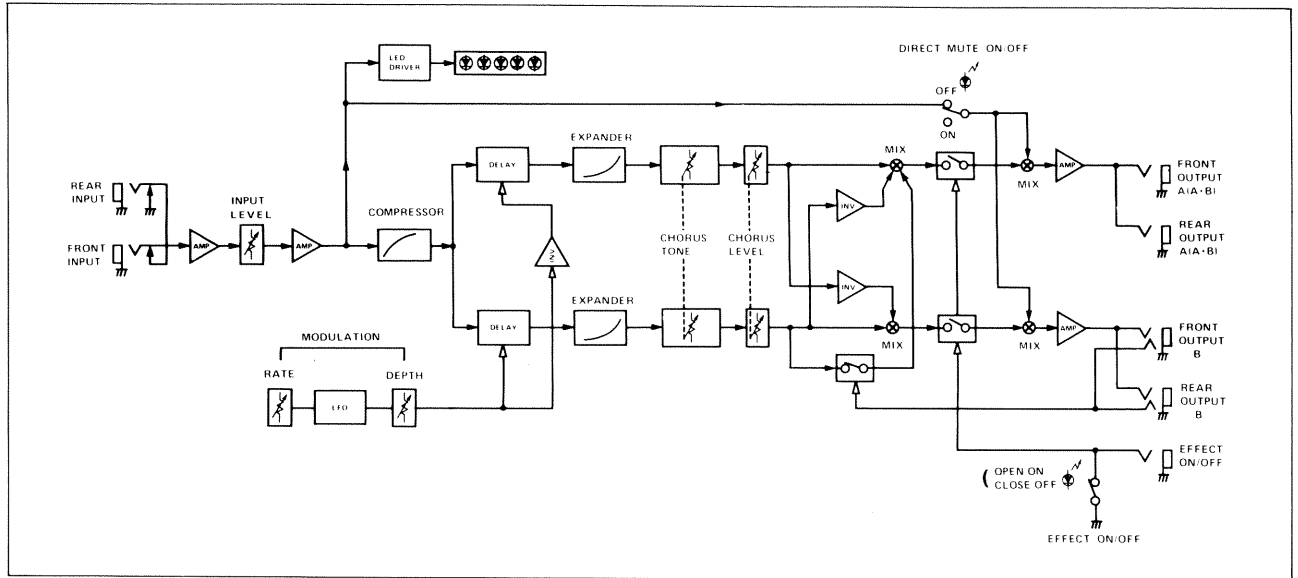 DIRECT MUTE ON/OFF
LED
DRIVER
OFF
ON
EXPANDER
DELAY
MIX
MIX
AMP
FRONT
OUTPUT
A(A+B)
REAR
INPUT
INPUT
LEVEL
COMPRESSOR
AMP
AMP
FRONT
INPUT
INV
CHORUS
TONE
CHORUS
LEVEL
REAR
OUTPUT
A(A+B)
INV
EXPANDER
DELAY
MIX
MIX
AMP
FRONT
OUTPUT
B
MODULATION
RATE
LFO
DEPTH
REAR
OUTPUT
B
EFFECT
ON/OFF
( OPEN ON
CLOSE OFF
EFFECT ON/OFF